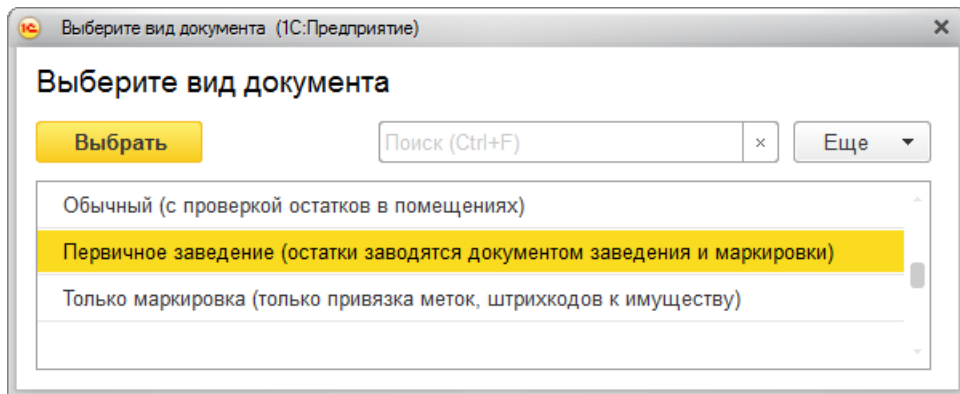 1С Выберите вид документа (1С:Предприятие)
Выберите вид документа
Выбрать Поиск (Ctrl+F) × Еще
Обычный (с проверкой остатков в помещениях)
Первичное заведение (остатки заводятся документом заведения и маркировки)
Только маркировка (только привязка меток, штрихкодов к имуществу)